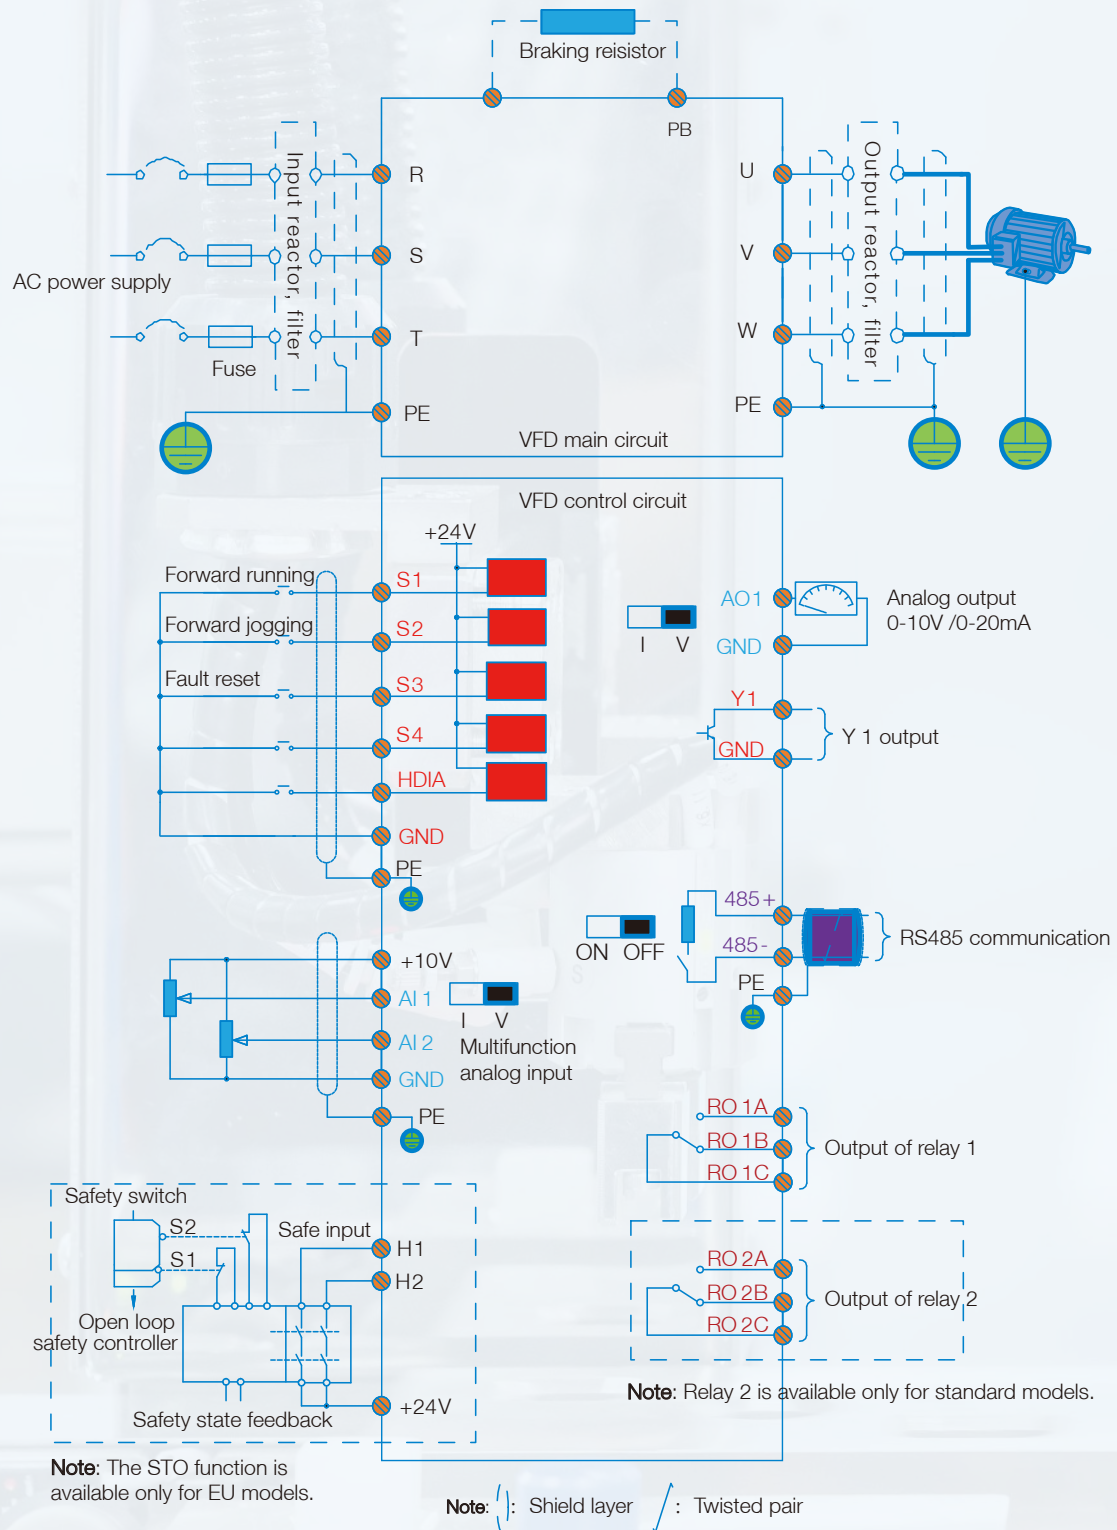 Braking reisistor
PB
R
S
T
PE
AC power supply
Fuse
Input reactor, filter
U
V
W
PE
Output reactor, filter
VFD main circuit
VFD control circuit
+24V
Forward running
S1
Forward jogging
S2
Fault reset
S3
S4
HDIA
GND
PE
I V
AO1
GND
Analog output
0-10V /0-20mA
Y1
GND
Y 1 output
ON OFF
485+
485-
PE
RS485 communication
+10V
AI 1
AI 2
GND
PE
I V
Multifunction
analog input
RO 1A
RO 1B
RO 1C
Output of relay 1
RO 2A
RO 2B
RO 2C
Output of relay 2
Note: Relay 2 is available only for standard models.
Safety switch
S2
S1
Safe input
H1
H2
Open loop
safety controller
+24V
Safety state feedback
Note: The STO function is
available only for EU models.
Note: : Shield layer : Twisted pair